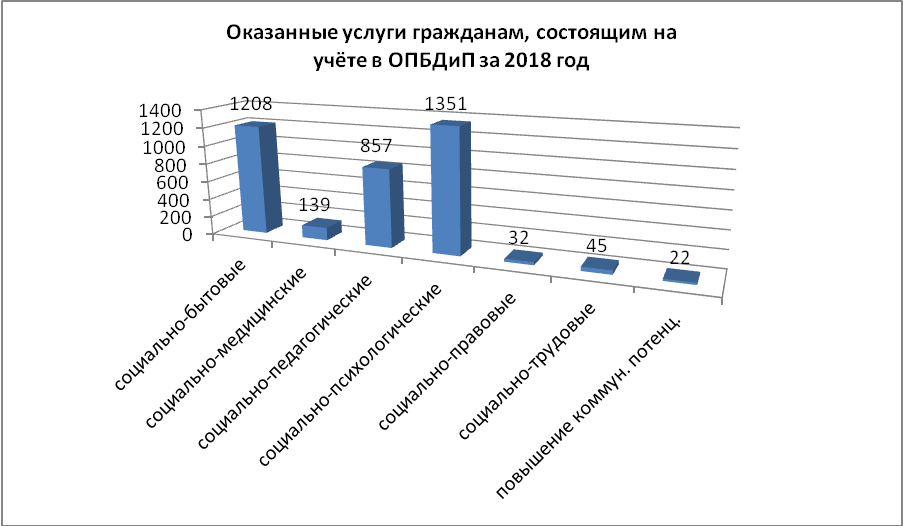 Оказанные услуги гражданам, состоящим на
учёте в ОПБДиП за 2018 год
1400
1200
1000
800
600
400
200
0
1208
139
857
1351
32
45
22
социально-бытовые
социально-медицинские
социально-педагогические
социально-психологические
социально-правовые
социально-трудовые
повышение коммун. потенц.